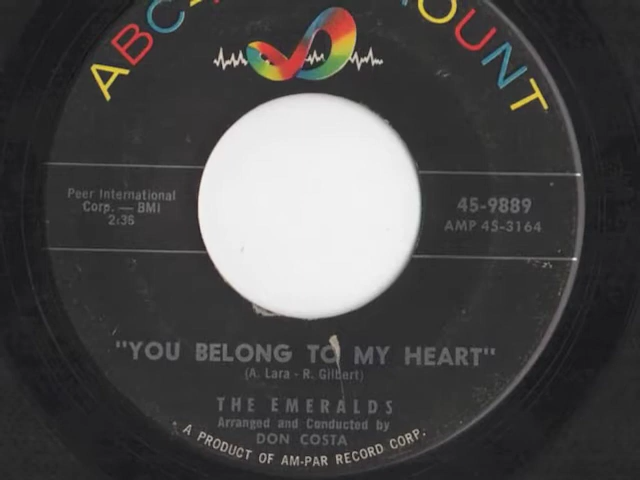 ABC-
OUNT
Peer International
Corp. — BMI
2:36
45-9889
AMP 45-3164
"YOU BELONG TO MY HEART"
(A. Lara - R. Gilbert)
THE EMERALDS
Arranged and Conducted by
DON COSTA
A PRODUCT OF AM-PAR RECORD CORP.